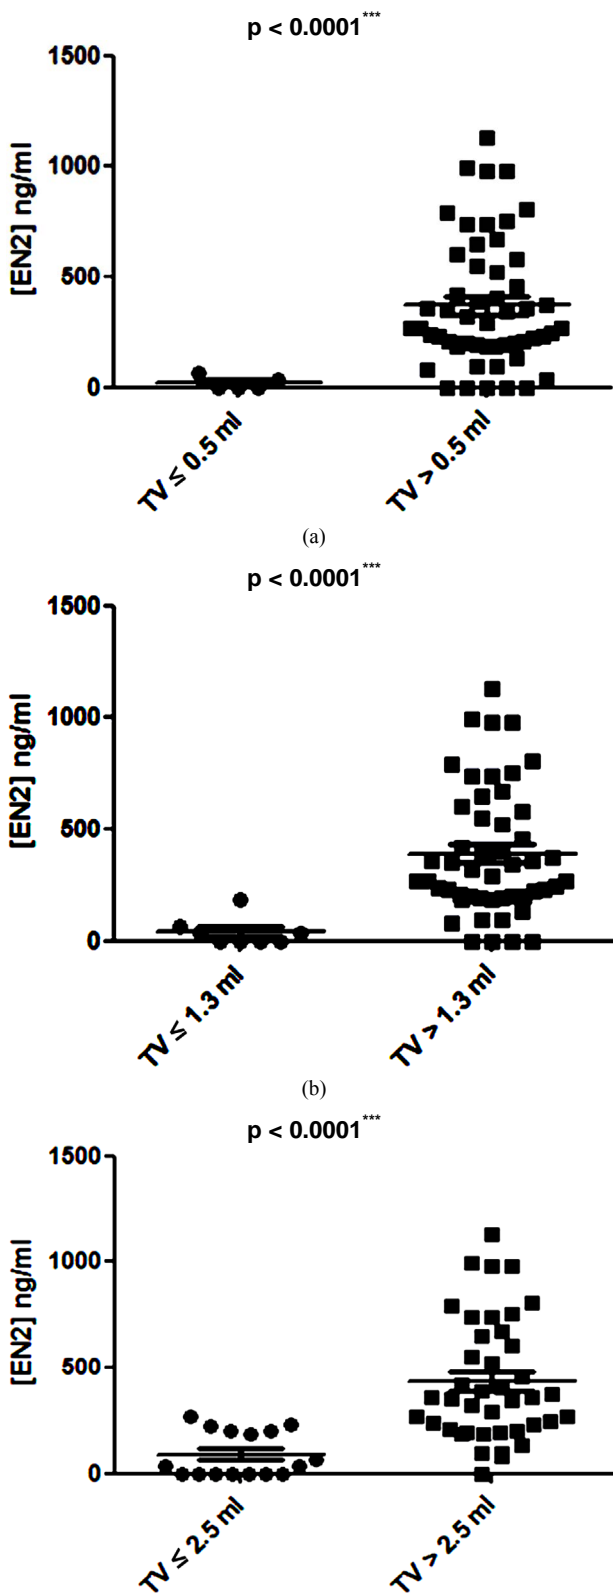 p < 0.0001***
1500
1000
500
0
[EN2] ng/ml
TV ≤ 0.5 ml
TV > 0.5 ml
(a)
p < 0.0001***
1500
1000
500
0
[EN2] ng/ml
TV ≤ 1.3 ml
TV > 1.3 ml
(b)
p < 0.0001***
1500
1000
500
0
[EN2] ng/ml
TV ≤ 2.5 ml
TV > 2.5 ml